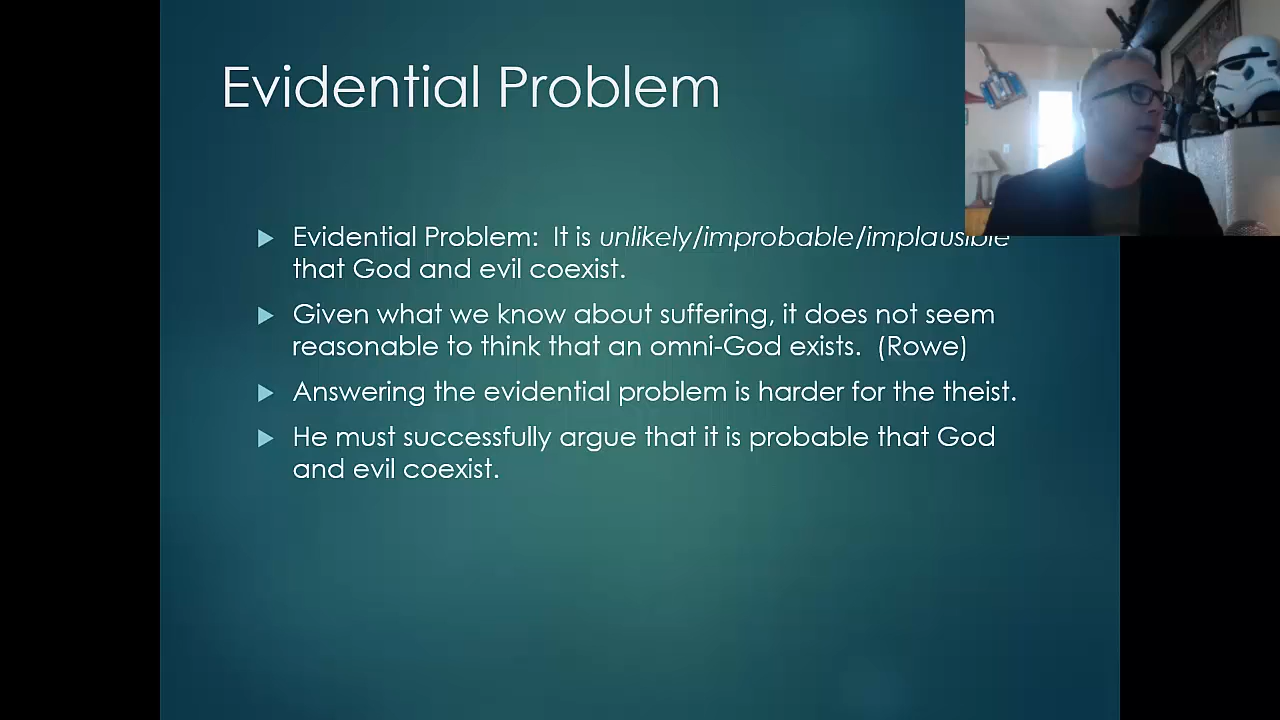 Evidential Problem
Evidential Problem: It is unlikely/improbable/implausible
that God and evil coexist.
Given what we know about suffering, it does not seem
reasonable to think that an omni-God exists. (Rowe)
Answering the evidential problem is harder for the theist.
He must successfully argue that it is probable that God
and evil coexist.